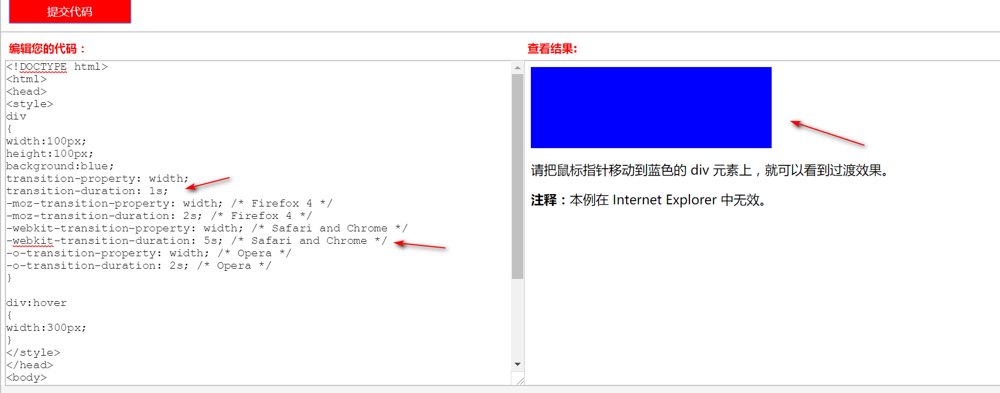 提交代码
编辑您的代码：
<!DOCTYPE html>
<html>
<head>
<style>
div
{
width:100px;
height:100px;
background:blue;
transition-property: width;
transition-duration: 1s;
-moz-transition-property: width; /* Firefox 4 */
-moz-transition-duration: 2s; /* Firefox 4 */
-webkit-transition-property: width; /* Safari and Chrome */
-webkit-transition-duration: 5s; /* Safari and Chrome */
-o-transition-property: width; /* Opera */
-o-transition-duration: 2s; /* Opera */
}
div:hover
{
width:300px;
}
</style>
</head>
<body>
查看结果:
请把鼠标指针移动到蓝色的 div 元素上，就可以看到过渡效果。
注释：本例在 Internet Explorer 中无效。